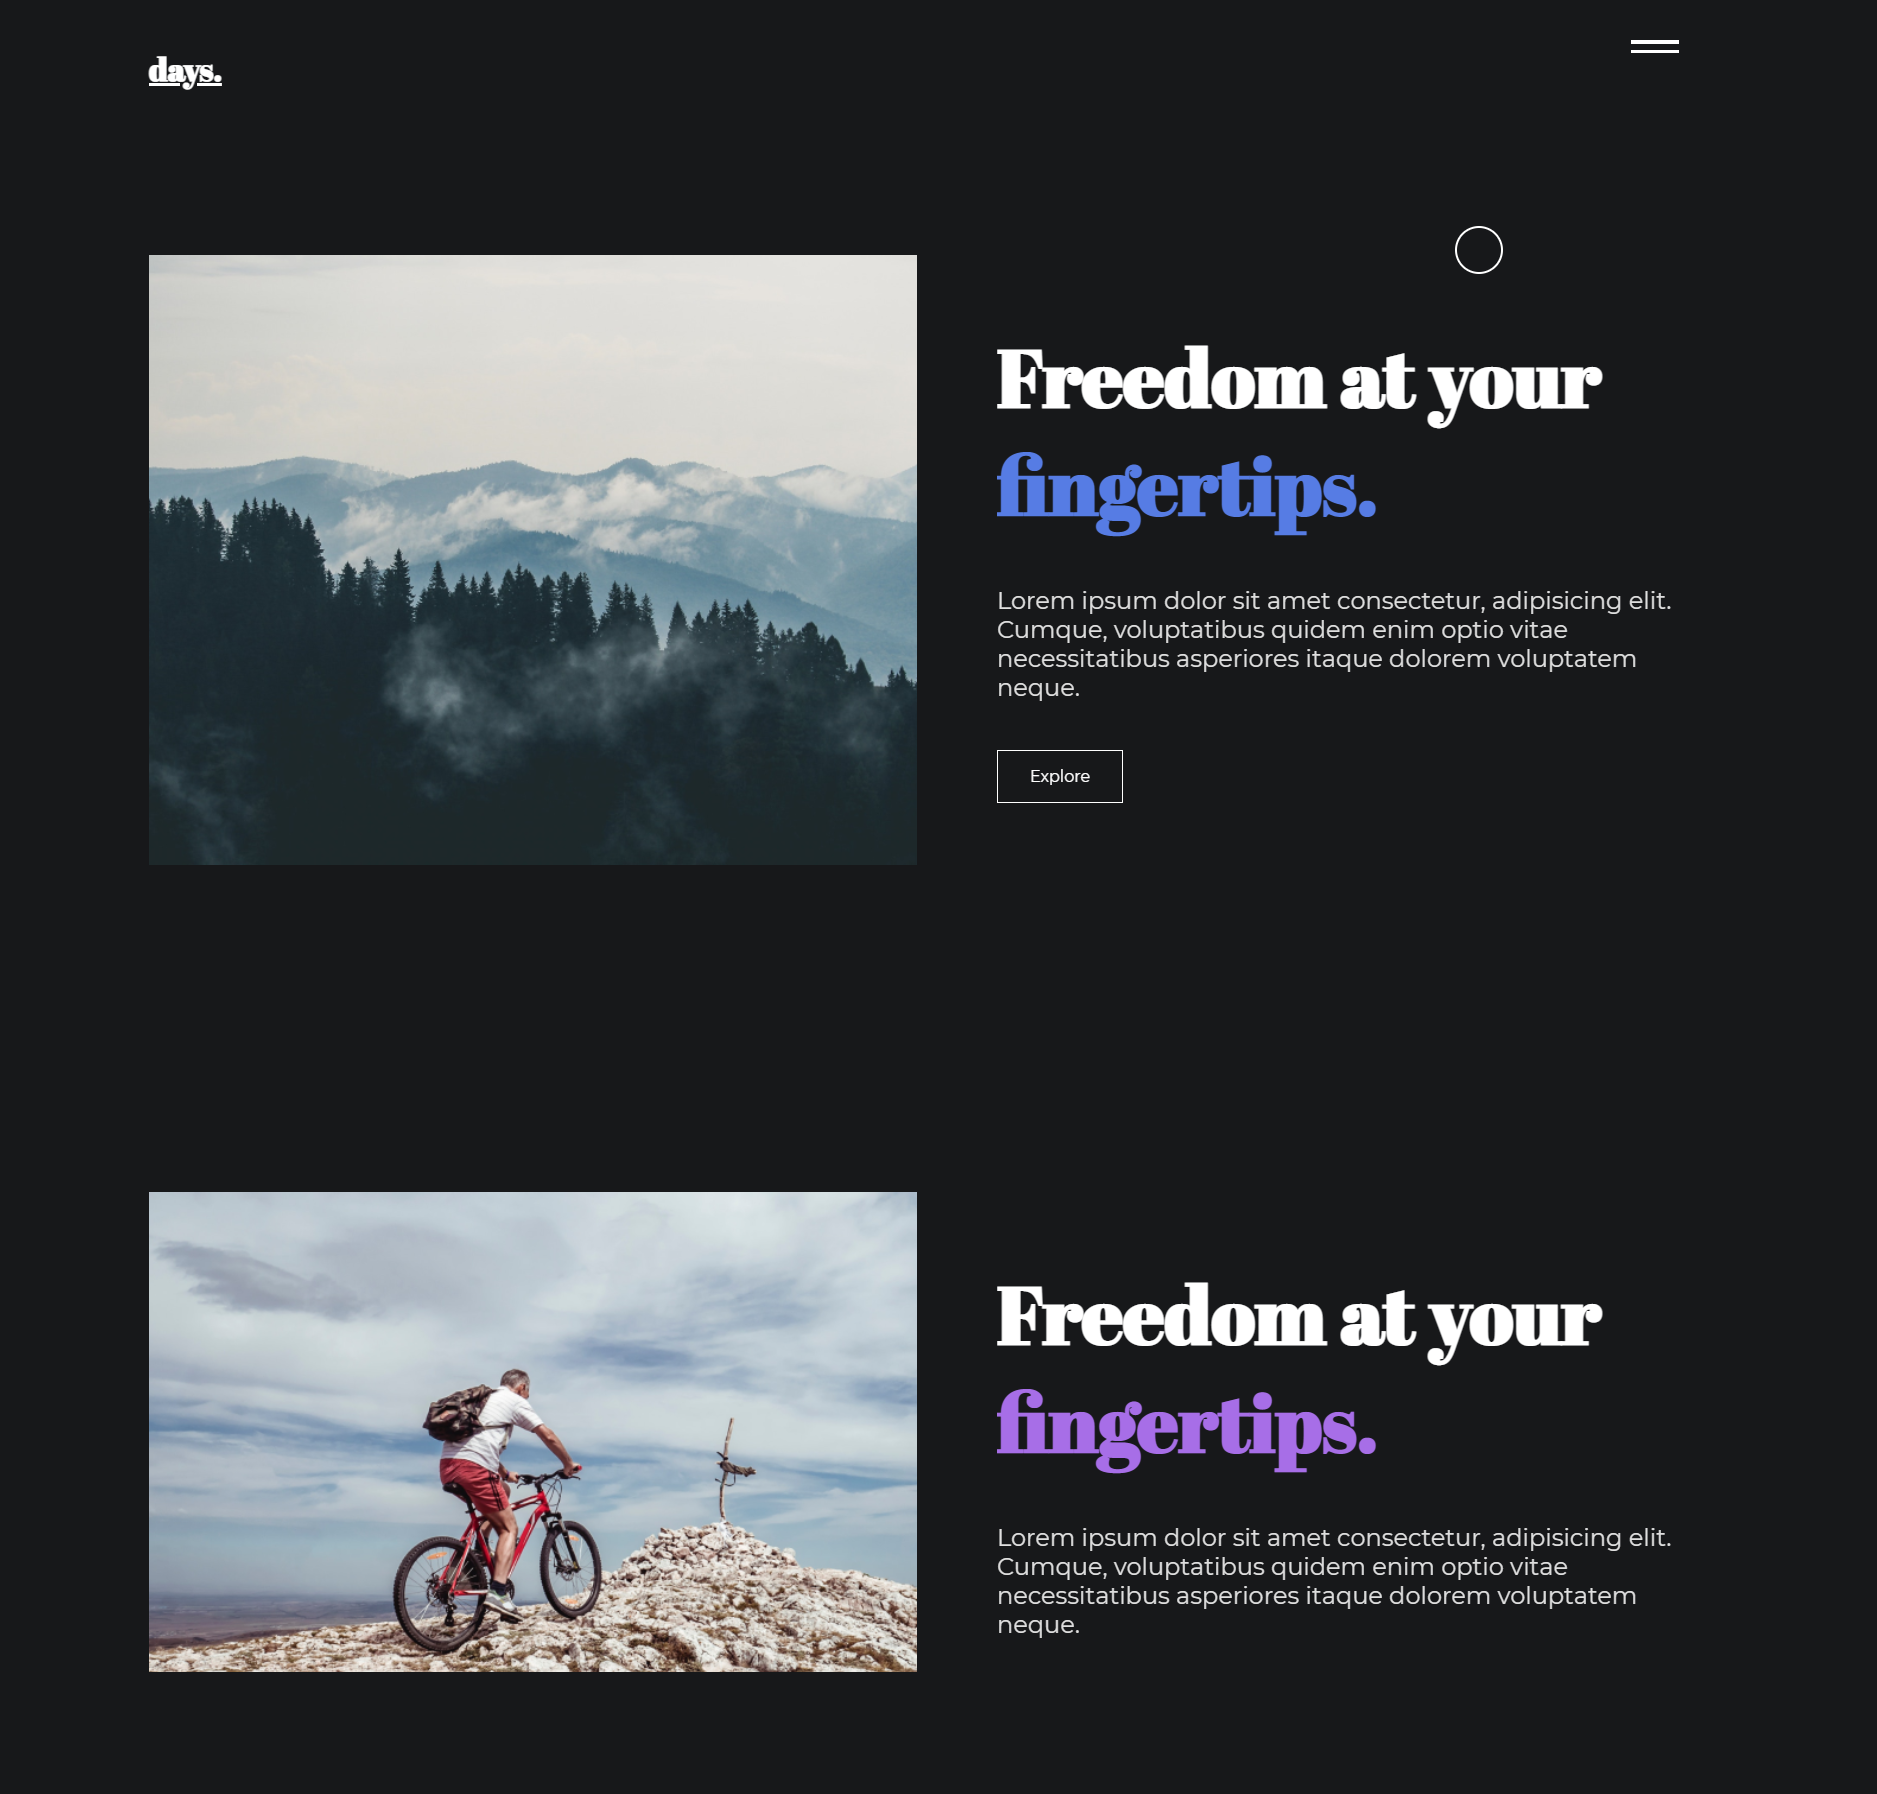 days.
Freedom at your
fingertips.
Lorem ipsum dolor sit amet consectetur, adipisicing elit.
Cumque, voluptatibus quidem enim optio vitae
necessitatibus asperiores itaque dolorem voluptatem
neque.
Explore
Freedom at your
fingertips.
Lorem ipsum dolor sit amet consectetur, adipisicing elit.
Cumque, voluptatibus quidem enim optio vitae
necessitatibus asperiores itaque dolorem voluptatem
neque.